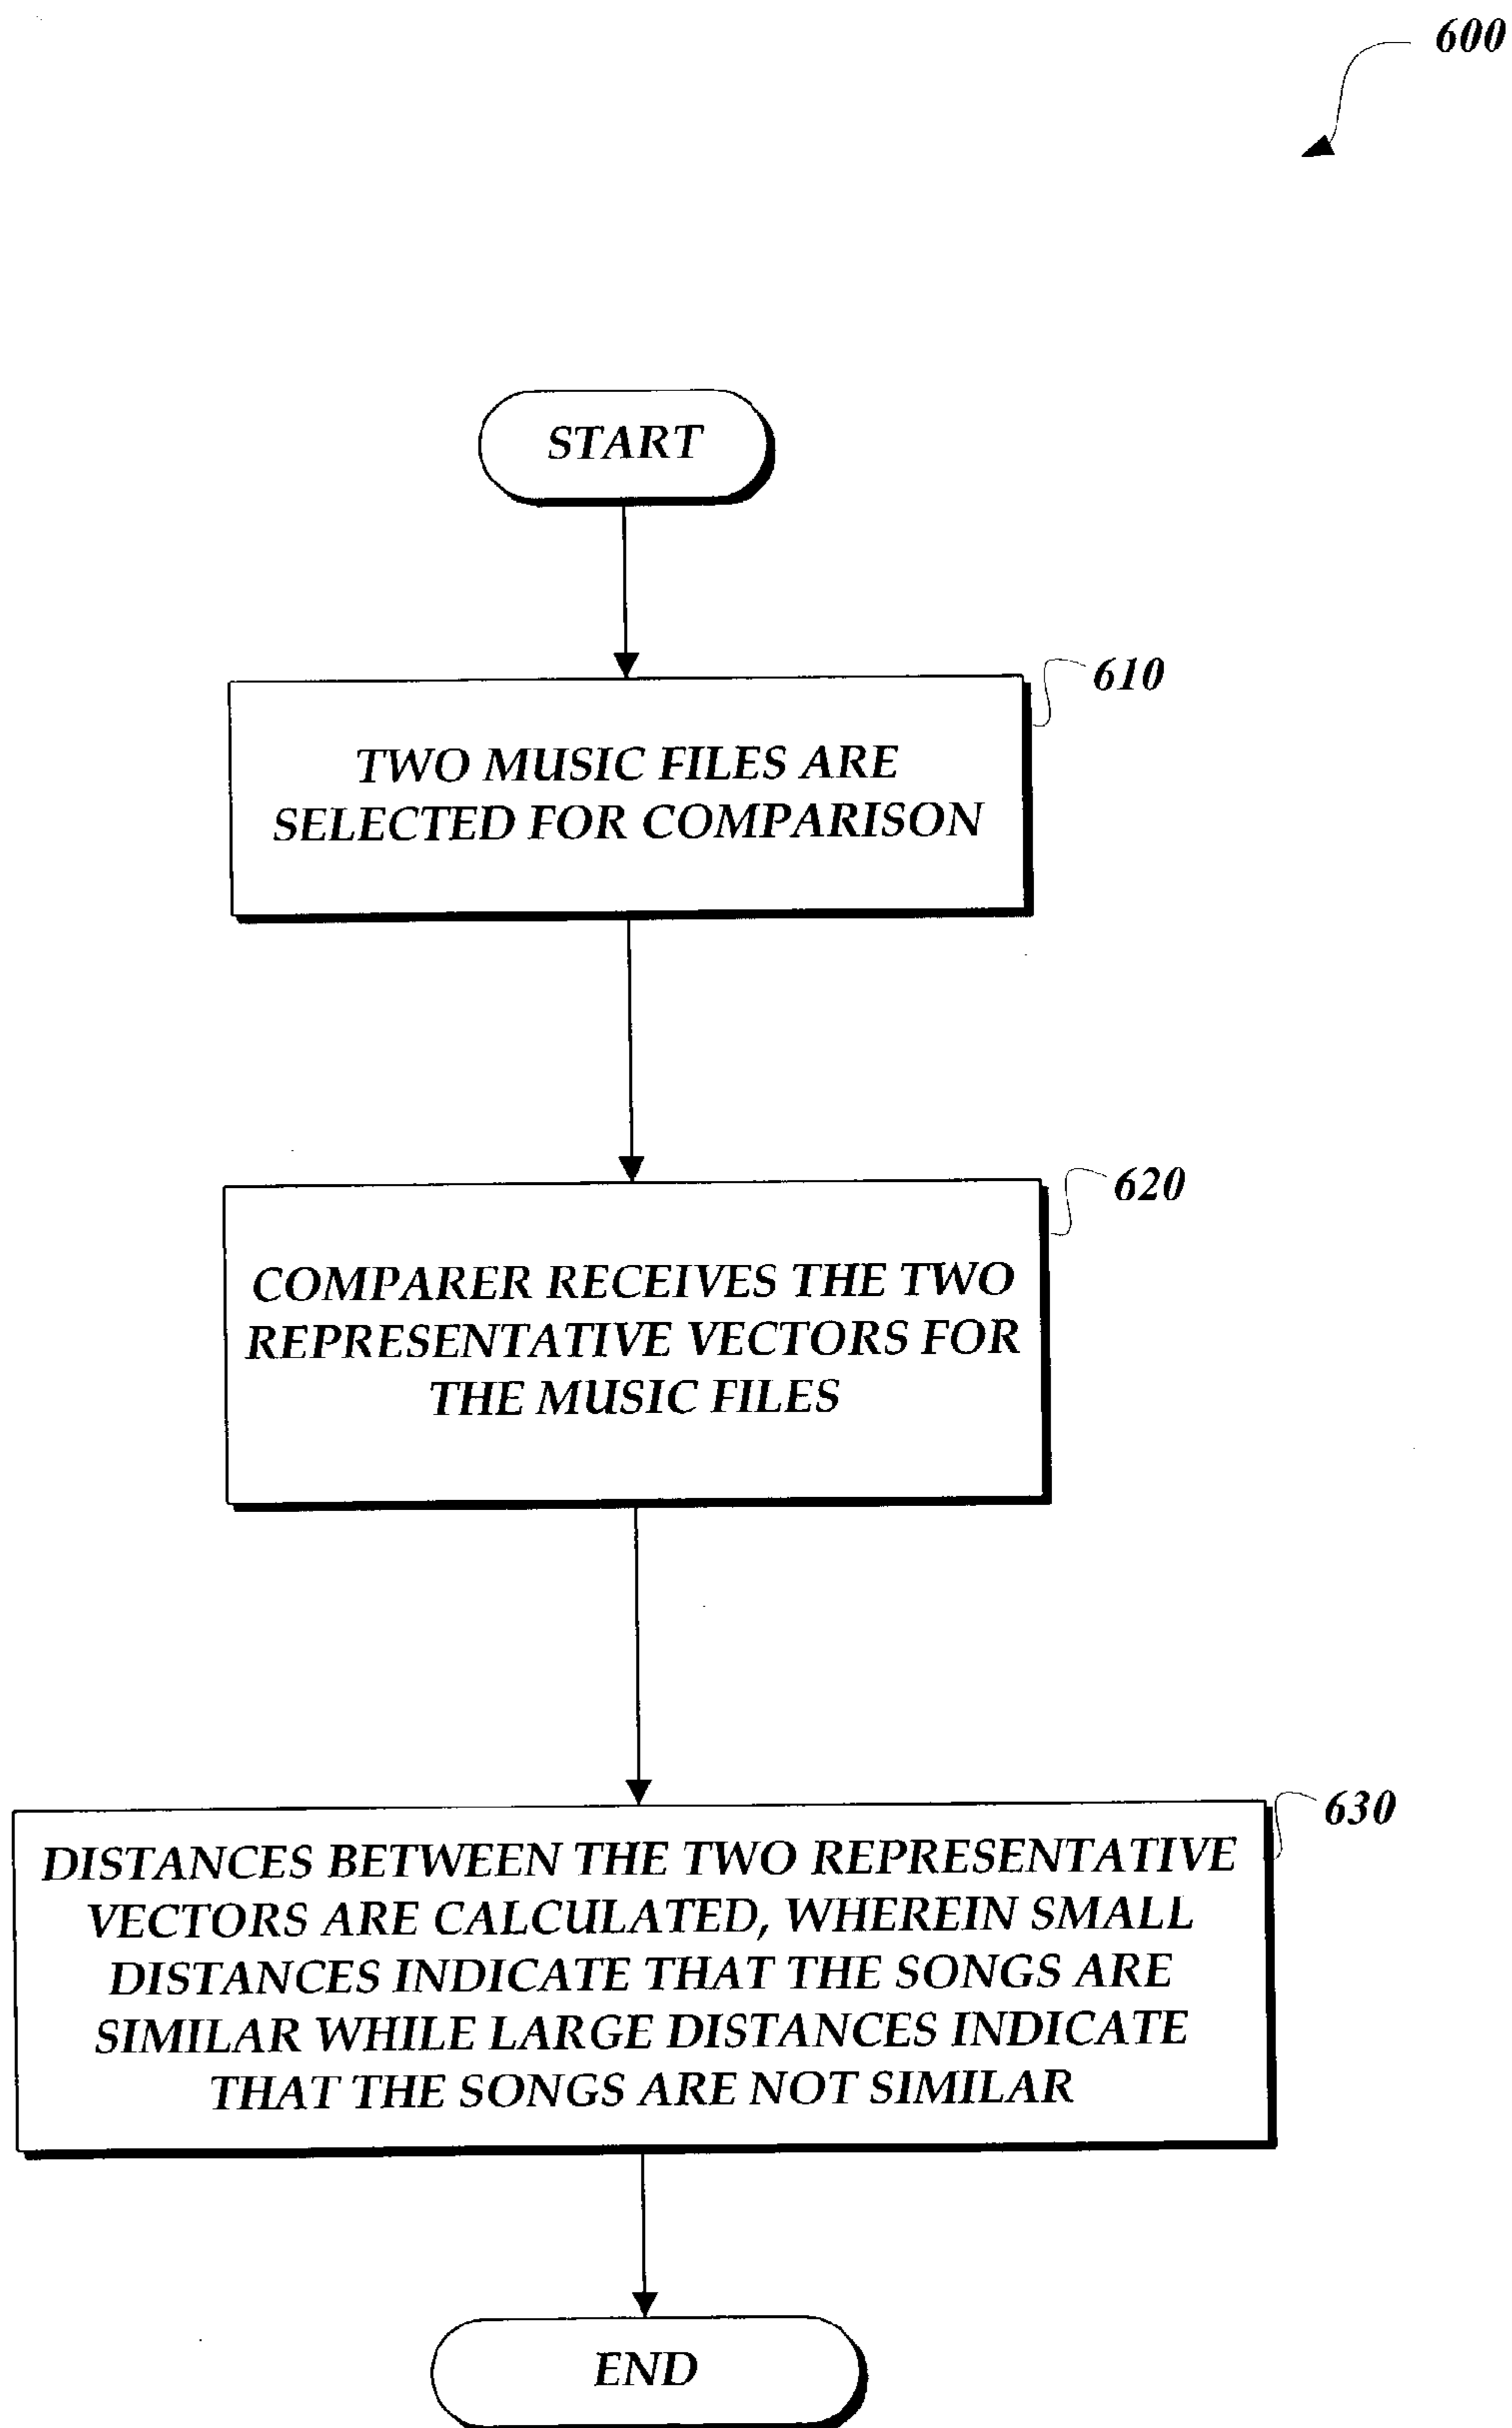 600
START
610
TWO MUSIC FILES ARE
SELECTED FOR COMPARISON
620
COMPARER RECEIVES THE TWO
REPRESENTATIVE VECTORS FOR
THE MUSIC FILES
630
DISTANCES BETWEEN THE TWO REPRESENTATIVE
VECTORS ARE CALCULATED, WHEREIN SMALL
DISTANCES INDICATE THAT THE SONGS ARE
SIMILAR WHILE LARGE DISTANCES INDICATE
THAT THE SONGS ARE NOT SIMILAR
END